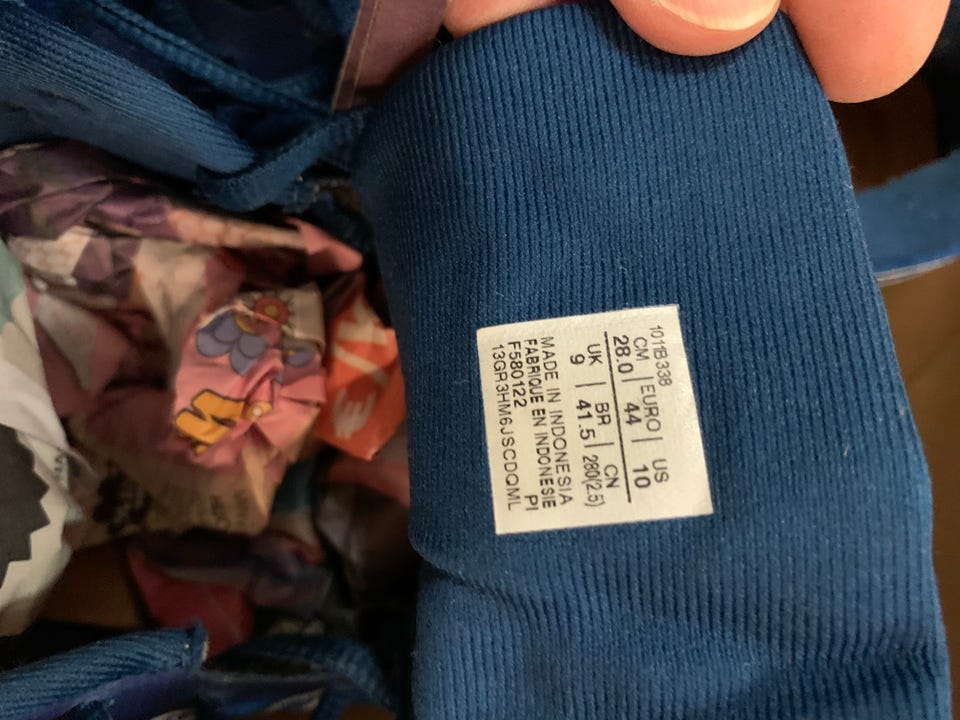 1011B338
CM | EURO | US
28.0 | 44 | 10
UK | BR | CN
9 | 41.5 | 280(2.5)
MADE IN INDONESIA
FABRIQUE EN INDONESIE
F580122 PI
13GR3HM6JSCDQML